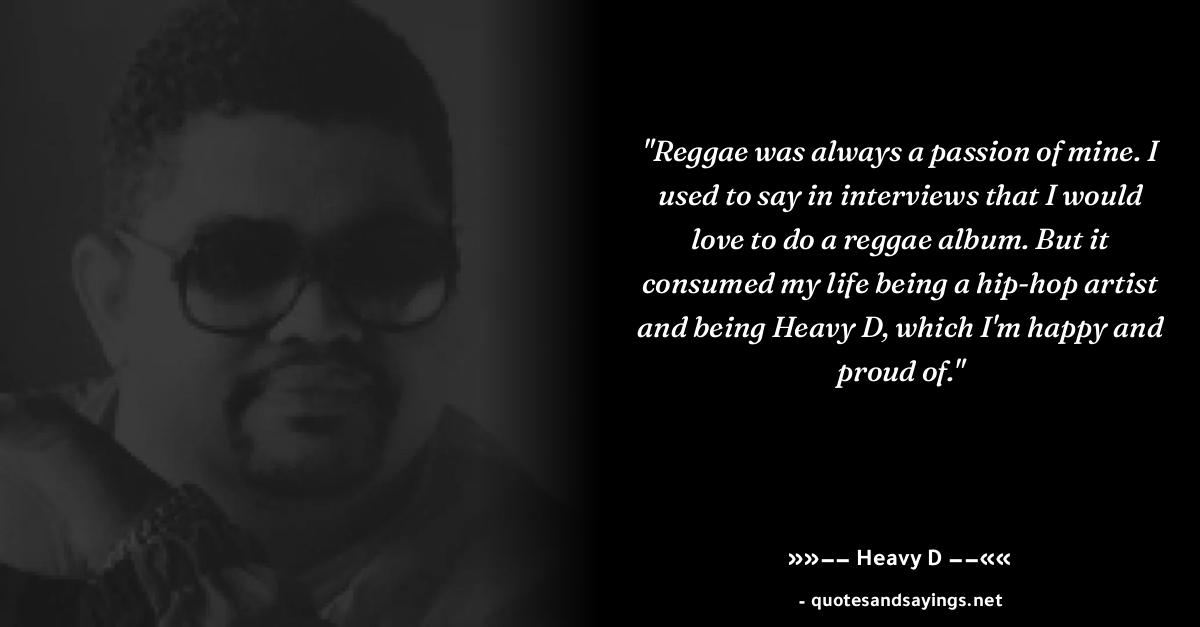 "Reggae was always a passion of mine. I
used to say in interviews that I would
love to do a reggae album. But it
consumed my life being a hip-hop artist
and being Heavy D, which I'm happy and
proud of."
»»–– Heavy D ––««
- quotesandsayings.net